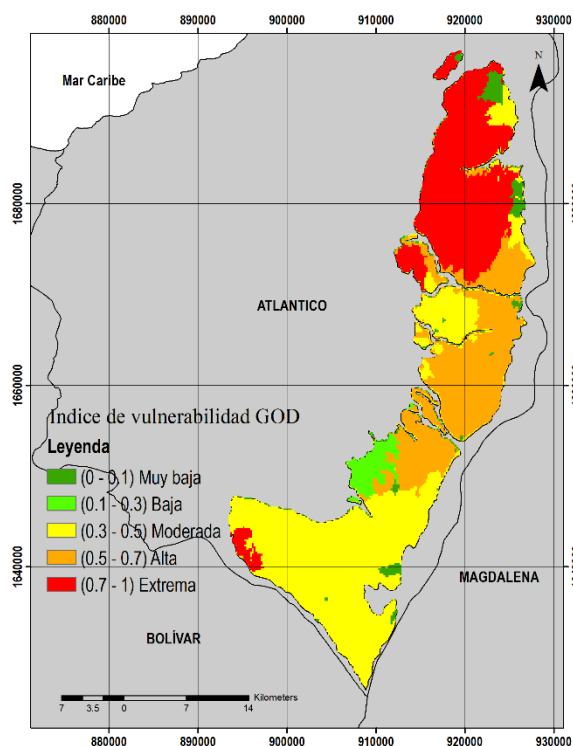 880000 890000 900000 910000 920000 930000
Mar Caribe
N
1680000
ATLANTICO
1660000
Indice de vulnerabilidad GOD
Leyenda
(0 - 0.1) Muy baja
(0.1 - 0.3) Baja
(0.3 - 0.5) Moderada
(0.5 - 0.7) Alta
(0.7 - 1) Extrema
1640000
MAGDALENA
BOLÍVAR
Kilometers
7 3.5 0 7 14
880000 890000 900000 910000 920000 930000